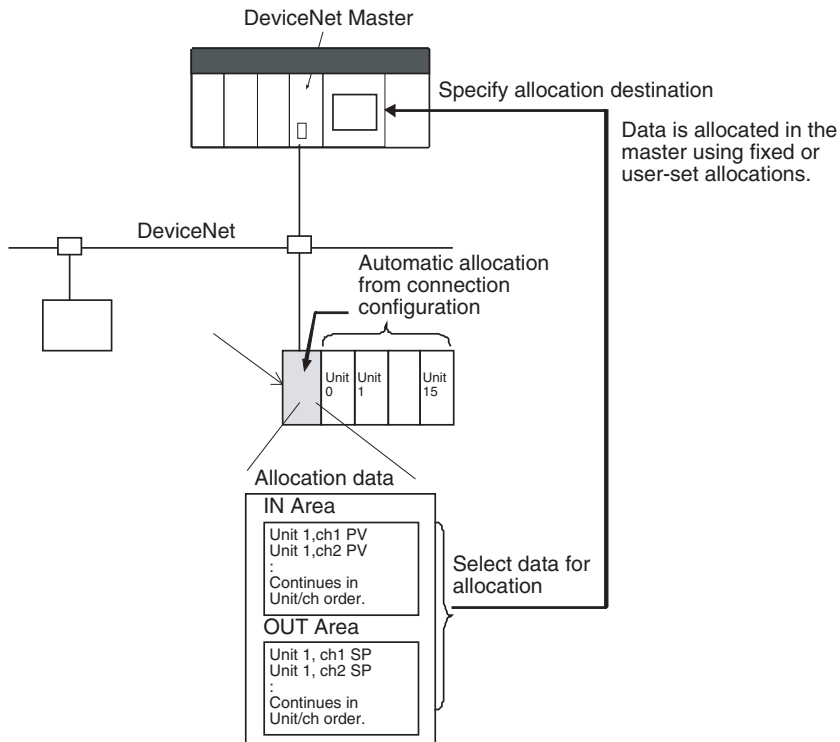 DeviceNet Master
Specify allocation destination
Data is allocated in the
master using fixed or
user-set allocations.
DeviceNet
Automatic allocation
from connection
configuration
Unit
0
Unit
1
Unit
15
Allocation data
IN Area
Unit 1,ch1 PV
Unit 1,ch2 PV
:
Continues in
Unit/ch order.
Select data for
allocation
OUT Area
Unit 1, ch1 SP
Unit 1, ch2 SP
:
Continues in
Unit/ch order.